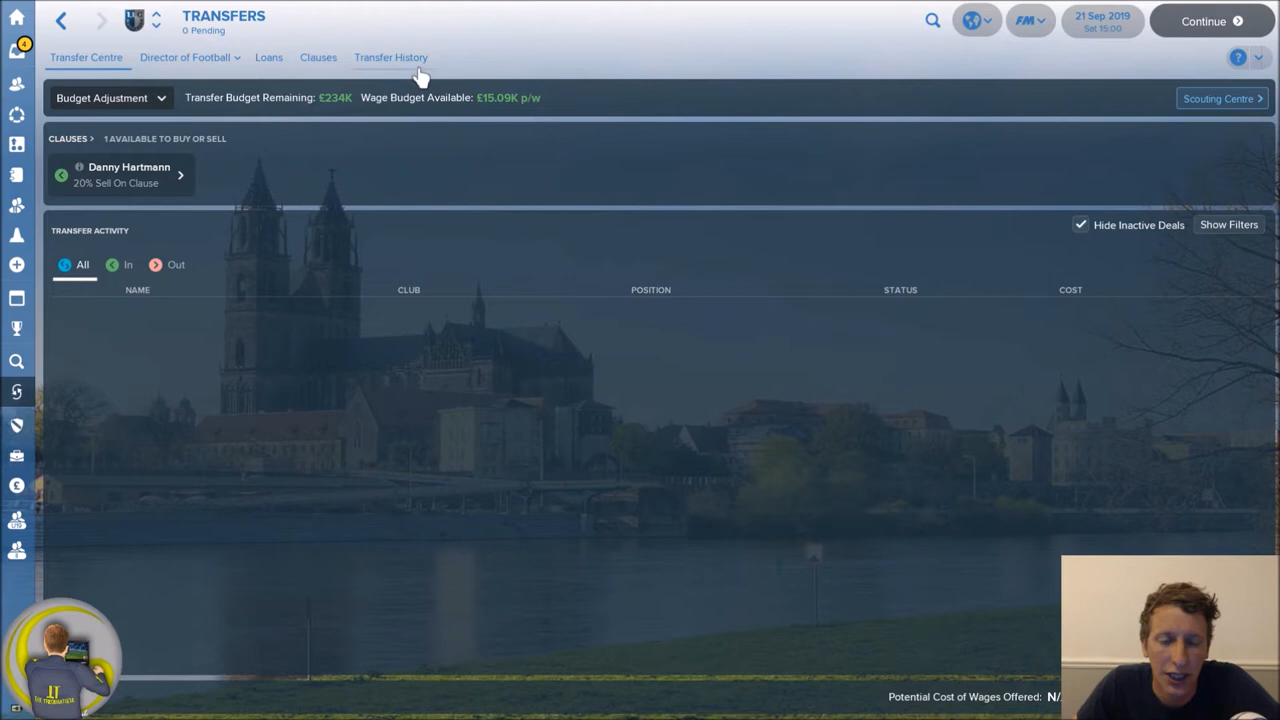 TRANSFERS
0 Pending
FM
21 Sep 2019
Sat 15:00
Continue
4
Transfer Centre
Director of Football
Loans
Clauses
Transfer History
?
Budget Adjustment
Transfer Budget Remaining: £234K
Wage Budget Available: £15.09K p/w
Scouting Centre >
CLAUSES >
1 AVAILABLE TO BUY OR SELL
Danny Hartmann
20% Sell On Clause
TRANSFER ACTIVITY
Hide Inactive Deals
Show Filters
All
In
Out
NAME
CLUB
POSITION
STATUS
COST
Potential Cost of Wages Offered: N/